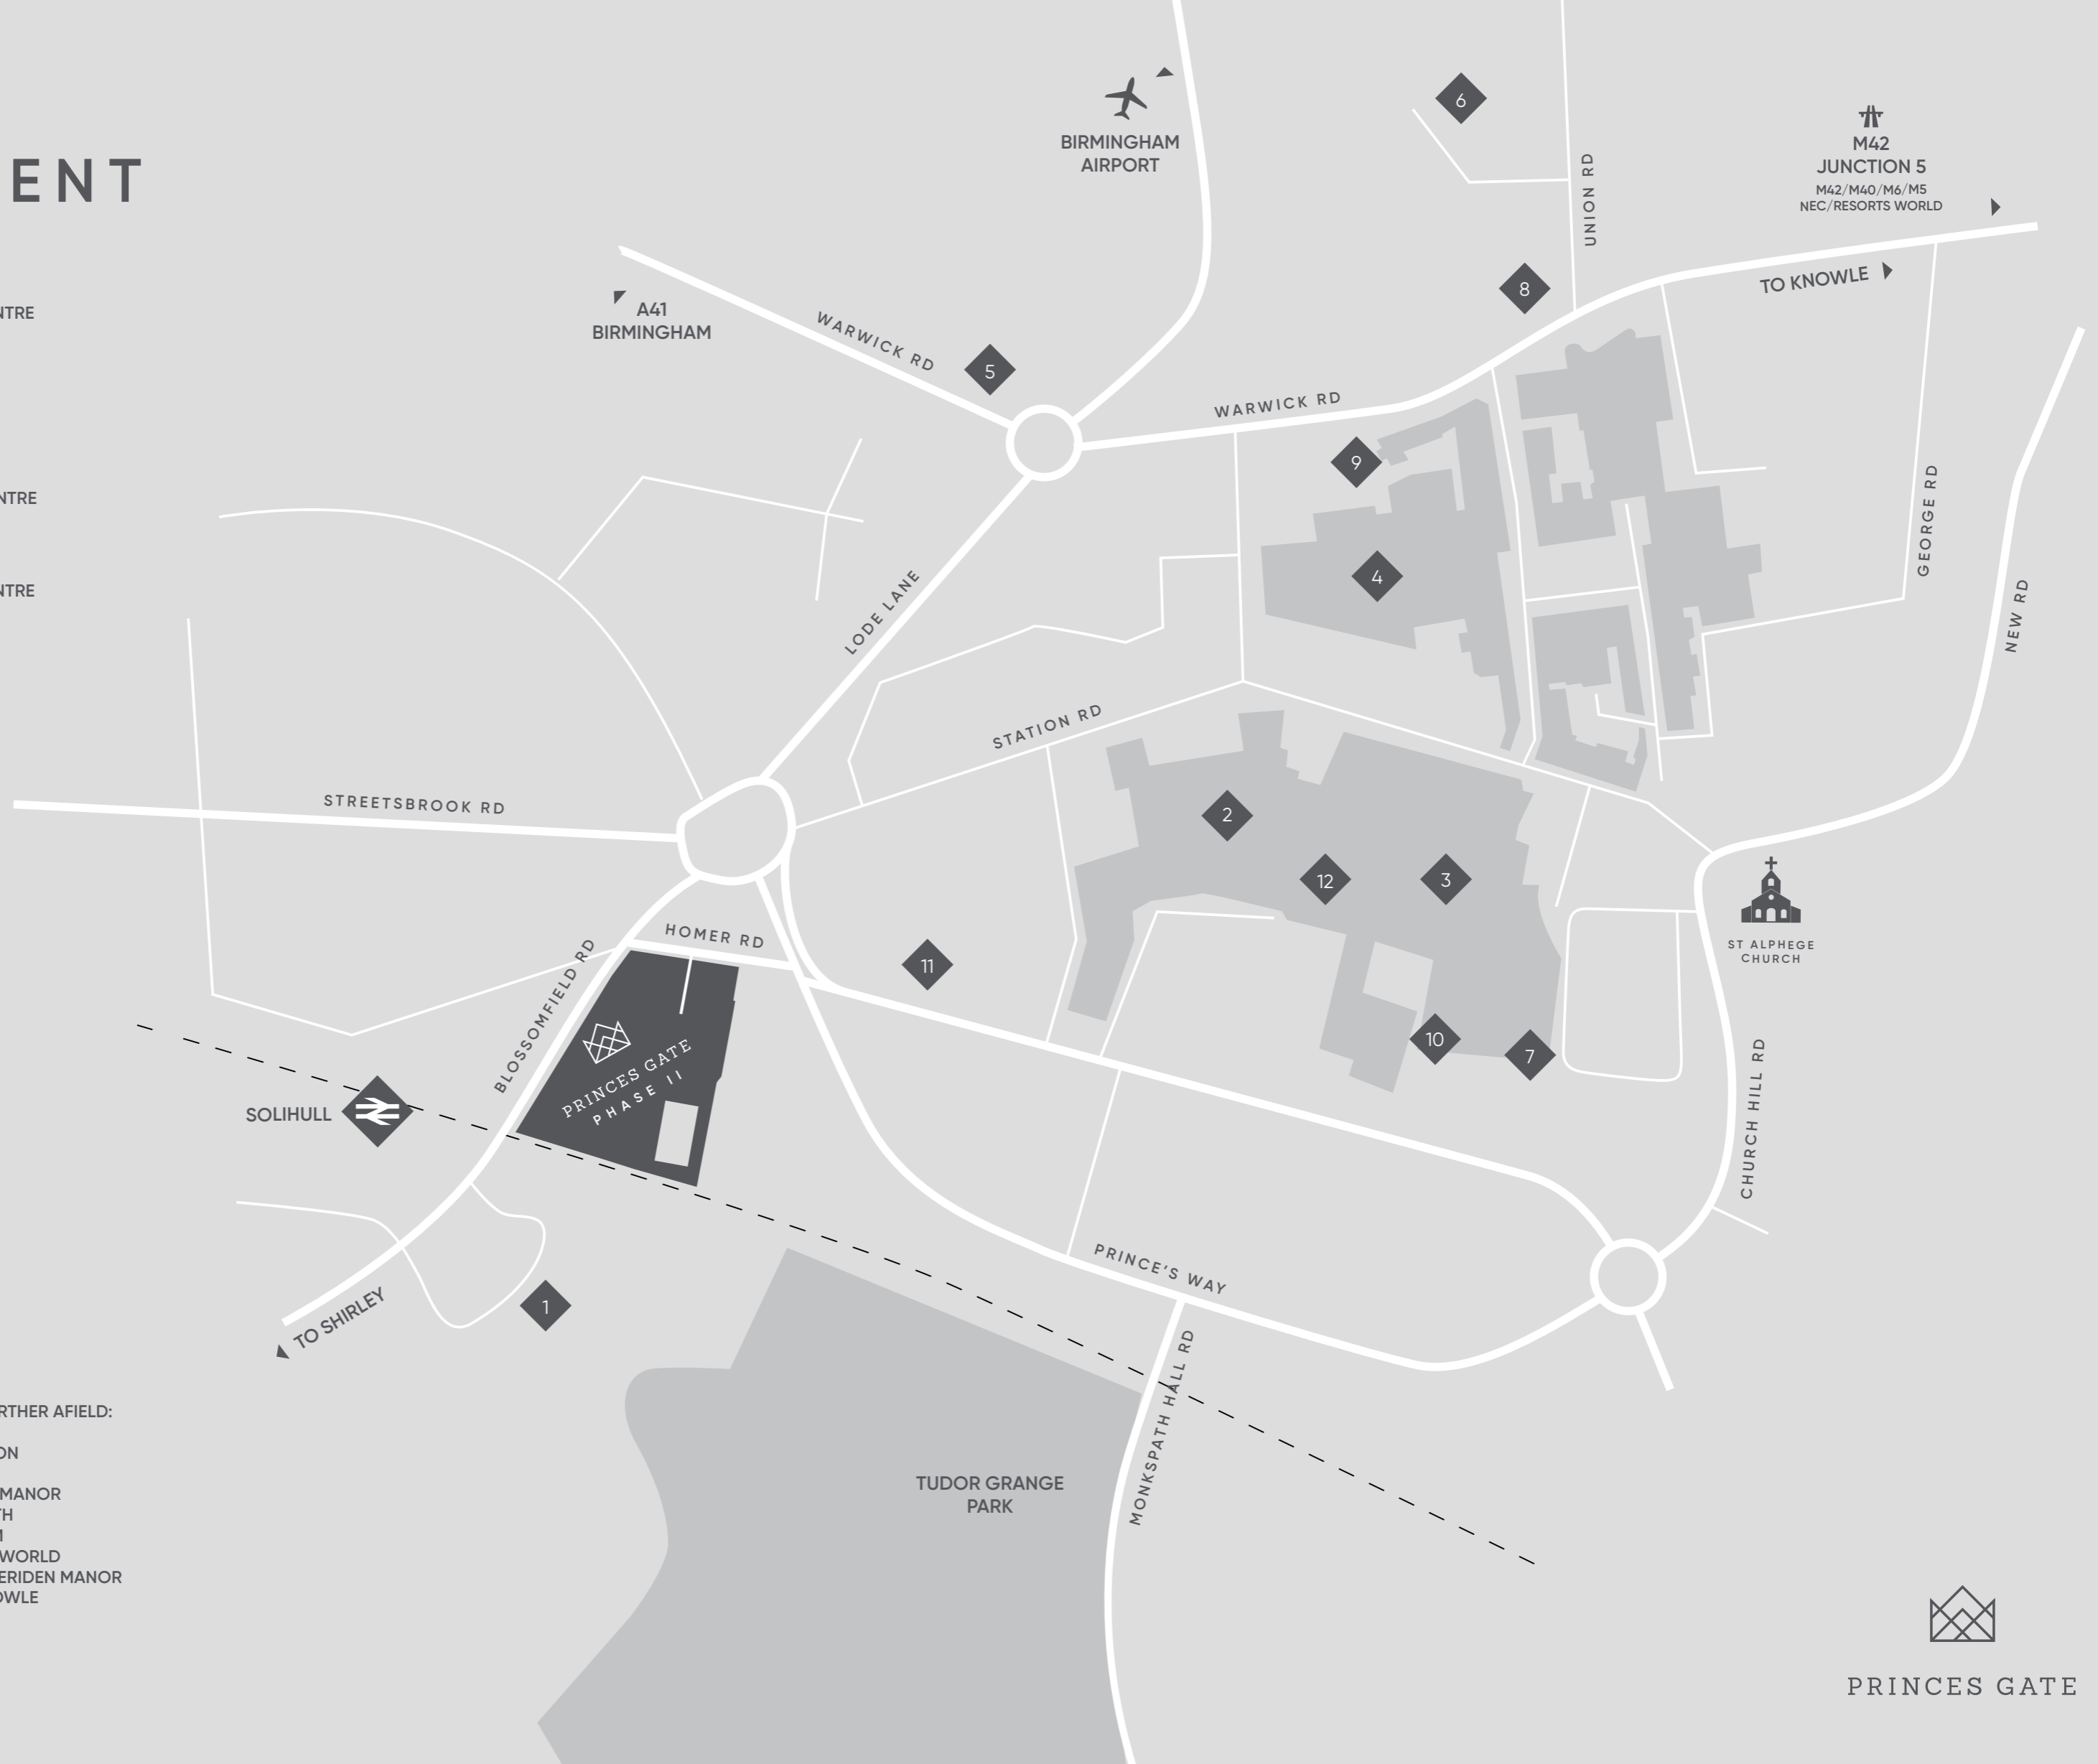 ENT
NTRE
NTRE
NTRE
RTHER AFIELD:
ON
MANOR
TH
WORLD
ERIDEN MANOR
OWLE
BIRMINGHAM
AIRPORT
6
UNION RD
M42
JUNCTION 5
M42/M40/M6/M5
NEC/RESORTS WORLD
TO KNOWLE
8
A41
BIRMINGHAM
WARWICK RD
5
WARWICK RD
9
4
GEORGE RD
NEW RD
LODE LANE
STATION RD
STREETSBROOK RD
2
12
3
ST ALPHEGE
CHURCH
HOMER RD
11
BLOSSOMFIELD RD
PRINCES GATE
PHASE II
SOLIHULL
10
7
CHURCH HILL RD
PRINCE'S WAY
1
TO SHIRLEY
MONKSPATH HALL RD
TUDOR GRANGE
PARK
PRINCES GATE